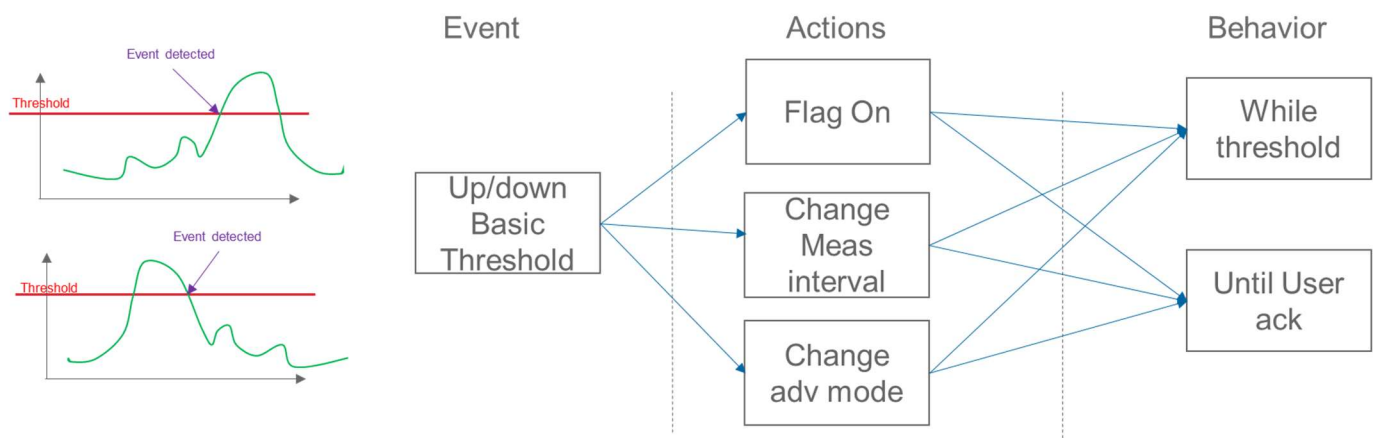 Event detected
Threshold
Event detected
Threshold
Event
Actions
Behavior
Up/down
Basic
Threshold
Flag On
Change
Meas
interval
Change
adv mode
While
threshold
Until User
ack